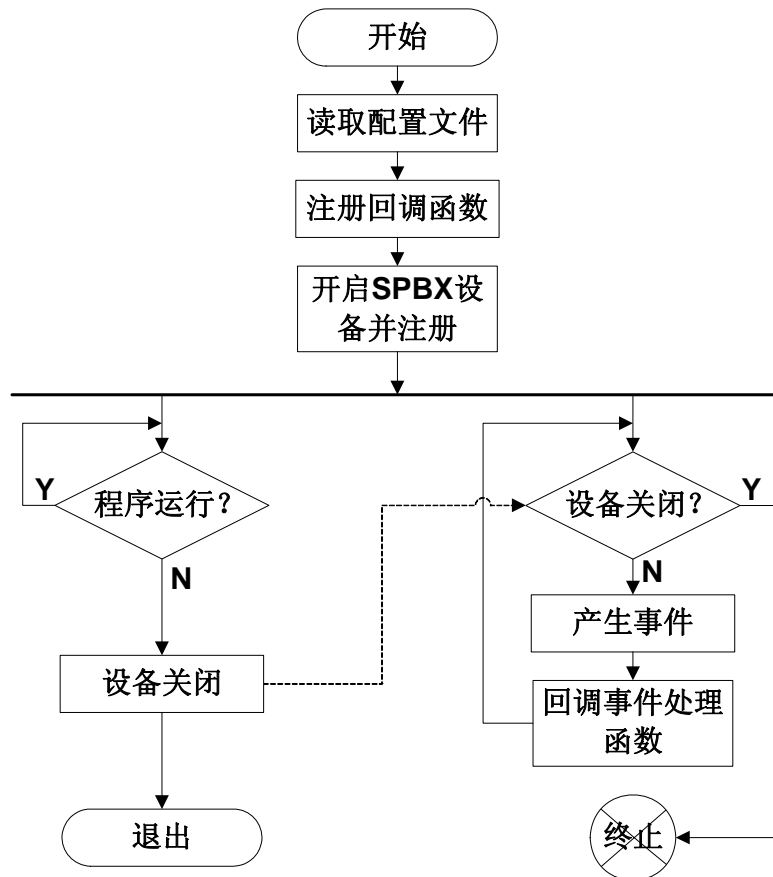 开始
读取配置文件
注册回调函数
开启SPBX设
备并注册
Y
程序运行?
N
设备关闭
退出
设备关闭?
Y
N
产生事件
回调事件处理
函数
终止